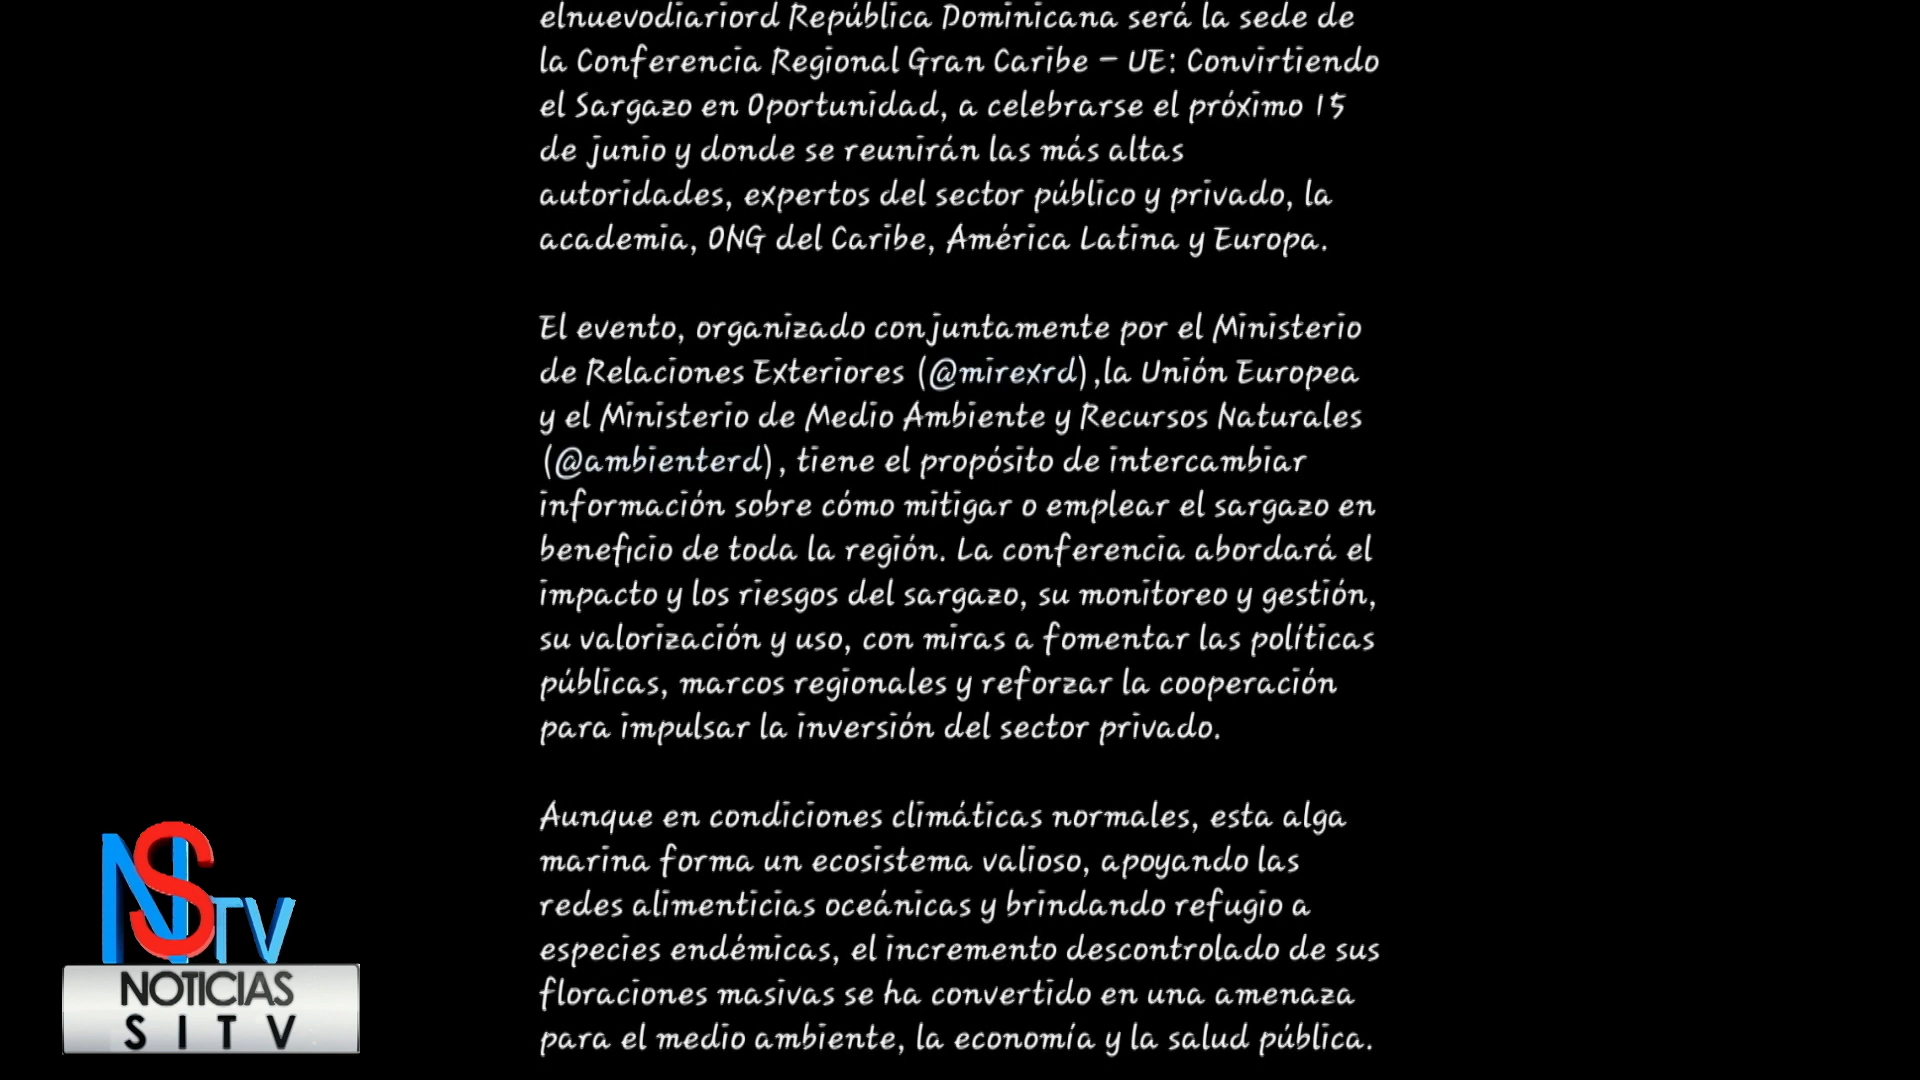 elnuevodiariord República Dominicana será la sede de
la Conferencia Regional Gran Caribe – UE: Convirtiendo
el Sargazo en Oportunidad, a celebrarse el próximo 15
de junio y donde se reunirán las más altas
autoridades, expertos del sector público y privado, la
academia, ONG del Caribe, América Latina y Europa.
El evento, organizado conjuntamente por el Ministerio
de Relaciones Exteriores (@mirexrd),la Unión Europea
y el Ministerio de Medio Ambiente y Recursos Naturales
(@ambienterd), tiene el propósito de intercambiar
información sobre cómo mitigar o emplear el sargazo en
beneficio de toda la región. La conferencia abordará el
impacto y los riesgos del sargazo, su monitoreo y gestión,
su valorización y uso, con miras a fomentar las políticas
públicas, marcos regionales y reforzar la cooperación
para impulsar la inversión del sector privado.
Aunque en condiciones climáticas normales, esta alga
marina forma un ecosistema valioso, apoyando las
redes alimenticias oceánicas y brindando refugio a
especies endémicas, el incremento descontrolado de sus
floraciones masivas se ha convertido en una amenaza
para el medio ambiente, la economía y la salud pública.
NSTV
NOTICIAS
SITV